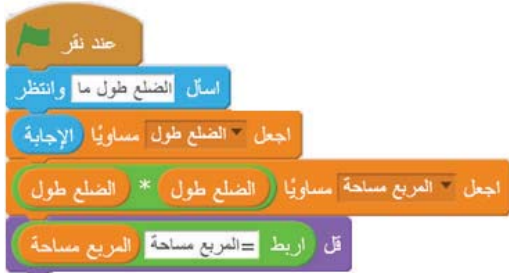 عند نقر
اسأل الضلع طول ما وانتظر
اجعل الضلع طول مساويًا الإجابة
اجعل المربع مساحة مساويًا الضلع طول * الضلع طول
قل اربط =المربع مساحة المربع مساحة